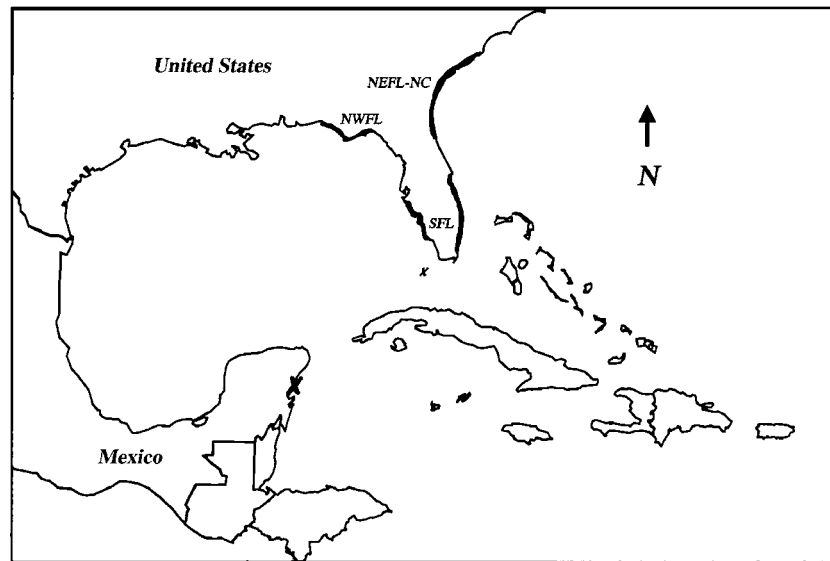 United States
NEFL-NC
NWFL
N
SFL
x
X
Mexico